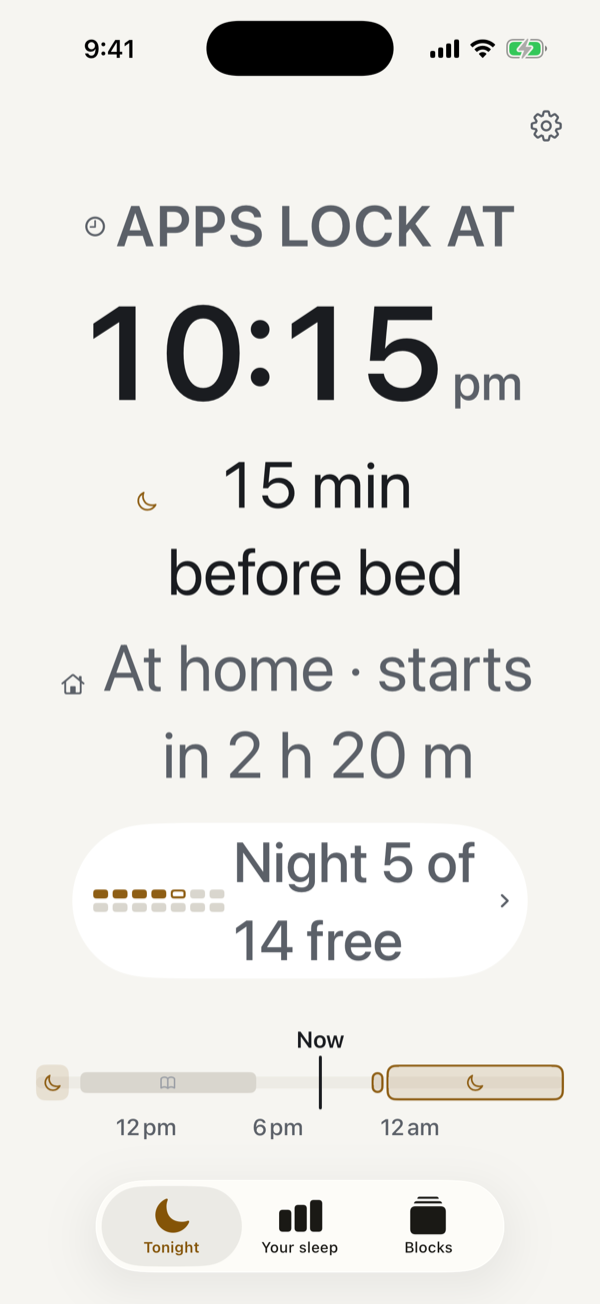 9:41
APPS LOCK AT
10:15 pm
15 min
before bed
At home · starts
in 2 h 20 m
Night 5 of
14 free
Now
12 pm 6 pm 12 am
Tonight Your sleep Blocks